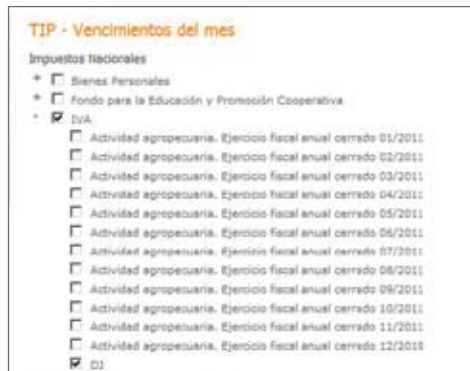 TIP - Vencimientos del mes
Impuestos Nacionales
Bienes Personales
Fondo para la Educación y Promoción Cooperativa
IVA
Actividad agropecuaria. Ejercicio fiscal anual cerrado 01/2011
Actividad agropecuaria. Ejercicio fiscal anual cerrado 02/2011
Actividad agropecuaria. Ejercicio fiscal anual cerrado 03/2011
Actividad agropecuaria. Ejercicio fiscal anual cerrado 04/2011
Actividad agropecuaria. Ejercicio fiscal anual cerrado 05/2011
Actividad agropecuaria. Ejercicio fiscal anual cerrado 06/2011
Actividad agropecuaria. Ejercicio fiscal anual cerrado 07/2011
Actividad agropecuaria. Ejercicio fiscal anual cerrado 08/2011
Actividad agropecuaria. Ejercicio fiscal anual cerrado 09/2011
Actividad agropecuaria. Ejercicio fiscal anual cerrado 10/2011
Actividad agropecuaria. Ejercicio fiscal anual cerrado 11/2011
Actividad agropecuaria. Ejercicio fiscal anual cerrado 12/2010
DJ